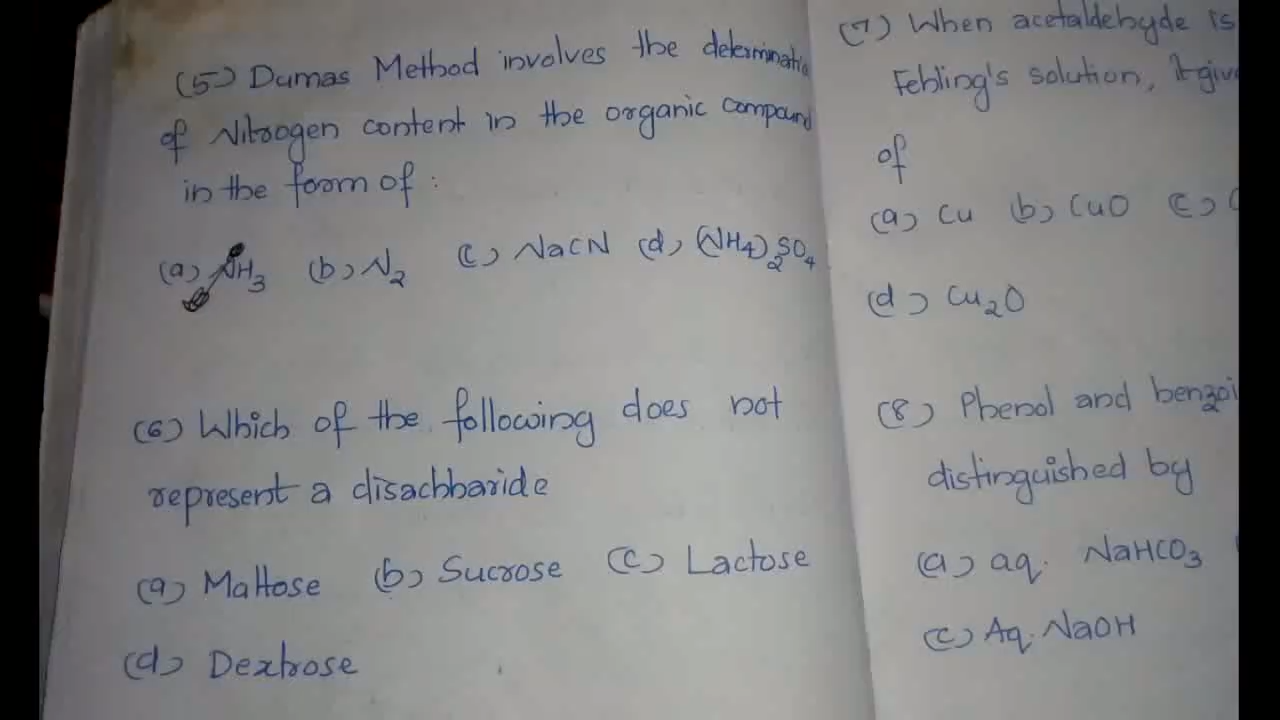 (5) Dumas Method involves the determinatio
of Nitrogen content in the organic compound
in the form of :
(a) NH3 (b) N2 (c) NaCN (d) (NH4)2SO4
(6) Which of the following does not
represent a disachharide
(a) Maltose (b) Sucrose (c) Lactose
(d) Dextrose
(7) When acetaldehyde is
Fehling's solution, it give
of
(a) Cu (b) CuO (c)
(d) Cu2O
(8) Phenol and benzoi
distinguished by
(a) aq. NaHCO3
(c) Aq. NaOH